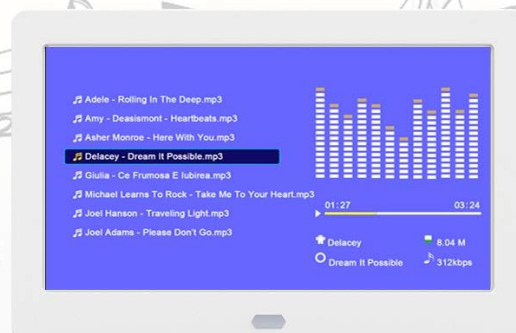 Adele - Rolling In The Deep.mp3
Amy - Deasismont - Heartbeats.mp3
Asher Monroe - Here With You.mp3
Delacey - Dream It Possible.mp3
Giulia - Ce Frumosa E Iubirea.mp3
Michael Learns To Rock - Take Me To Your Heart.mp3
Joel Hanson - Traveling Light.mp3
Joel Adams - Please Don't Go.mp3
01:27 03:24
Delacey 8.04 M
Dream It Possible 312kbps